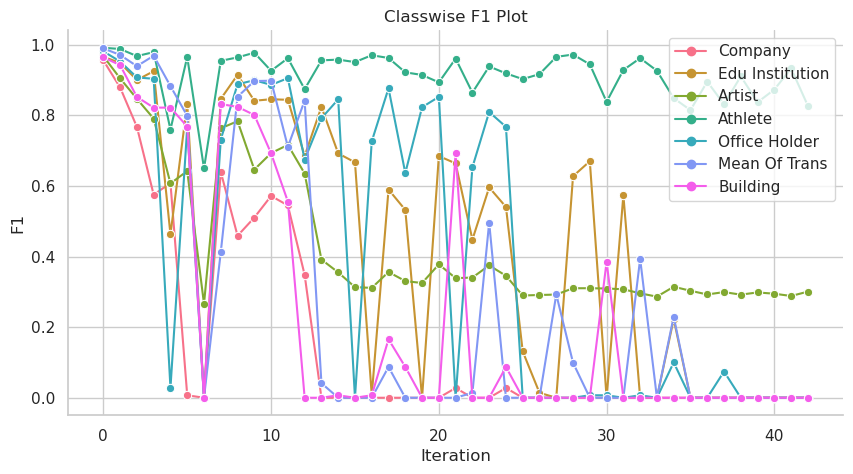 Classwise F1 Plot
1.0
0.8
0.6
0.4
0.2
0.0
F1
0
10
20
30
40
Iteration
Company
Edu Institution
Artist
Athlete
Office Holder
Mean Of Trans
Building